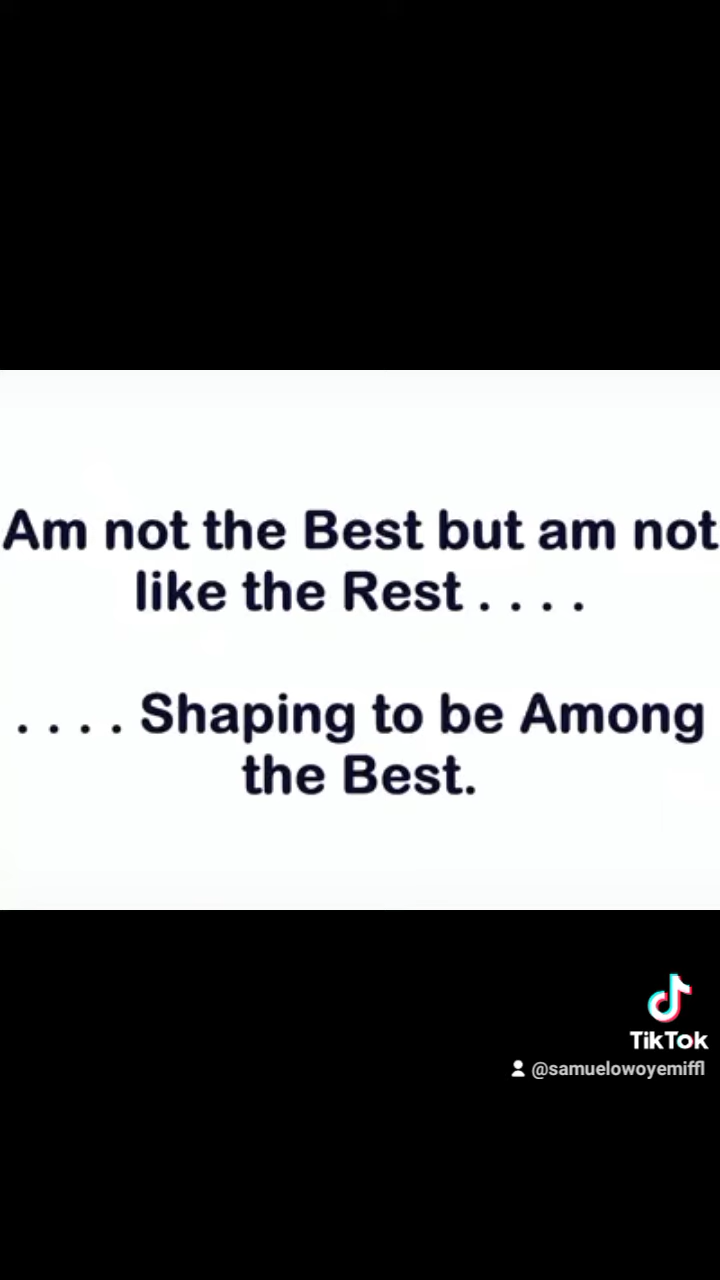 Am not the Best but am not
like the Rest . . . .
. . . . Shaping to be Among
the Best.
TikTok
@samuelowoyemiffl